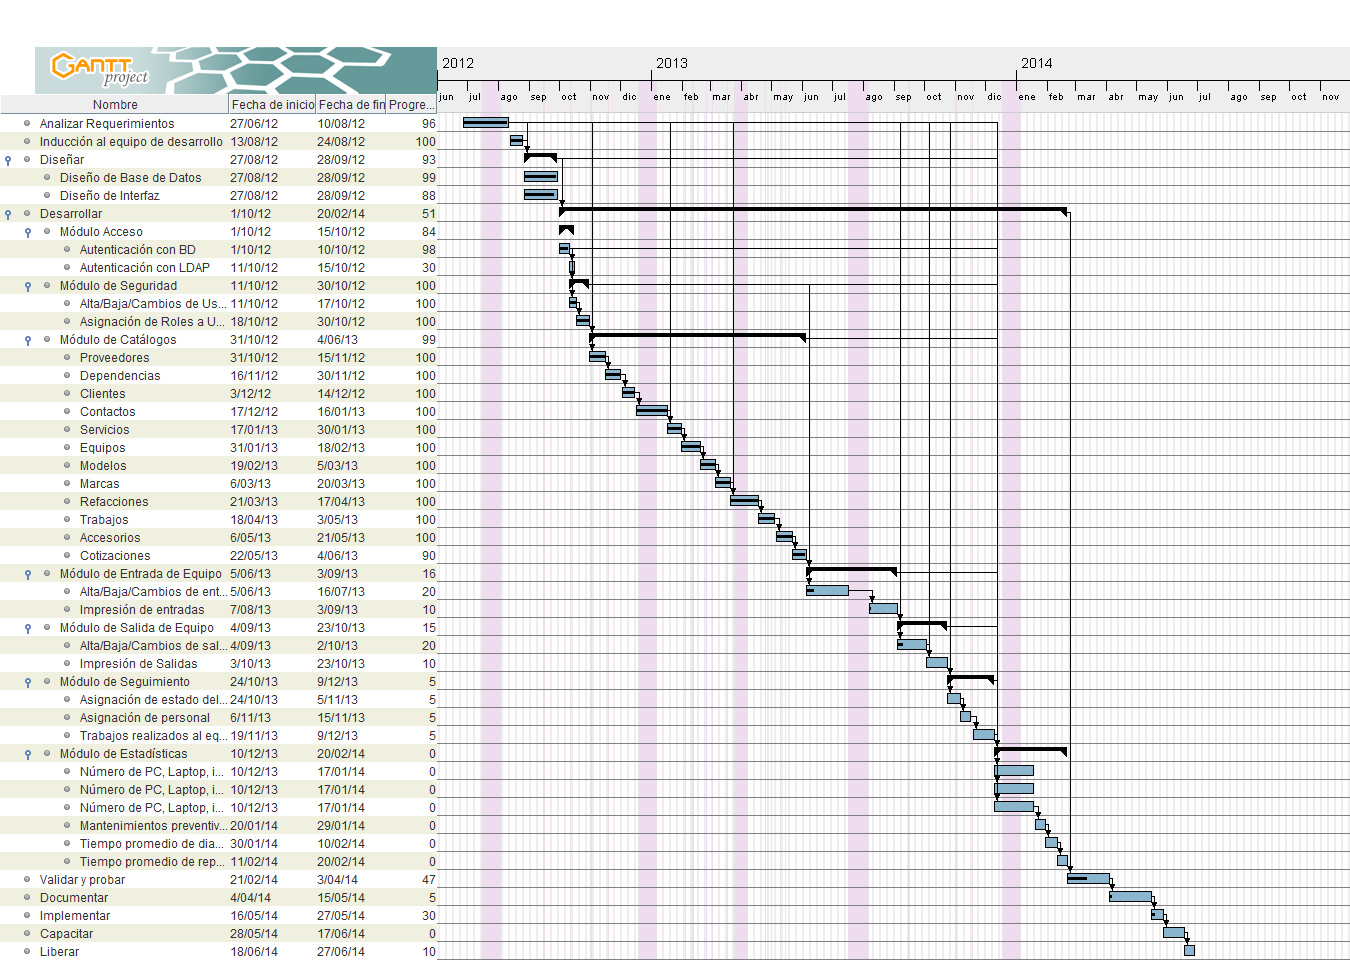 GANTT
project
2012 2013 2014
Nombre Fecha de inicio Fecha de fin Progre...
jun jul ago sep oct nov dic ene feb mar abr may jun jul ago sep oct nov dic ene feb mar abr may jun jul ago sep oct nov
Analizar Requerimientos 27/06/12 10/08/12 96
Inducción al equipo de desarrollo 13/08/12 24/08/12 100
Diseñar 27/08/12 28/09/12 93
Diseño de Base de Datos 27/08/12 28/09/12 99
Diseño de Interfaz 27/08/12 28/09/12 88
Desarrollar 1/10/12 20/02/14 51
Módulo Acceso 1/10/12 15/10/12 84
Autenticación con BD 1/10/12 10/10/12 98
Autenticación con LDAP 11/10/12 15/10/12 30
Módulo de Seguridad 11/10/12 30/10/12 100
Alta/Baja/Cambios de Us... 11/10/12 17/10/12 100
Asignación de Roles a U... 18/10/12 30/10/12 100
Módulo de Catálogos 31/10/12 4/06/13 99
Proveedores 31/10/12 15/11/12 100
Dependencias 16/11/12 30/11/12 100
Clientes 3/12/12 14/12/12 100
Contactos 17/12/12 16/01/13 100
Servicios 17/01/13 30/01/13 100
Equipos 31/01/13 18/02/13 100
Modelos 19/02/13 5/03/13 100
Marcas 6/03/13 20/03/13 100
Refacciones 21/03/13 17/04/13 100
Trabajos 18/04/13 3/05/13 100
Accesorios 6/05/13 21/05/13 100
Cotizaciones 22/05/13 4/06/13 90
Módulo de Entrada de Equipo 5/06/13 3/09/13 16
Alta/Baja/Cambios de ent... 5/06/13 16/07/13 20
Impresión de entradas 7/08/13 3/09/13 10
Módulo de Salida de Equipo 4/09/13 23/10/13 15
Alta/Baja/Cambios de sal... 4/09/13 2/10/13 20
Impresión de Salidas 3/10/13 23/10/13 10
Módulo de Seguimiento 24/10/13 9/12/13 5
Asignación de estado del... 24/10/13 5/11/13 5
Asignación de personal 6/11/13 15/11/13 5
Trabajos realizados al eq... 19/11/13 9/12/13 5
Módulo de Estadísticas 10/12/13 20/02/14 0
Número de PC, Laptop, i... 10/12/13 17/01/14 0
Número de PC, Laptop, i... 10/12/13 17/01/14 0
Número de PC, Laptop, i... 10/12/13 17/01/14 0
Mantenimientos preventiv... 20/01/14 29/01/14 0
Tiempo promedio de dia... 30/01/14 10/02/14 0
Tiempo promedio de rep... 11/02/14 20/02/14 0
Validar y probar 21/02/14 3/04/14 47
Documentar 4/04/14 15/05/14 5
Implementar 16/05/14 27/05/14 30
Capacitar 28/05/14 17/06/14 0
Liberar 18/06/14 27/06/14 10